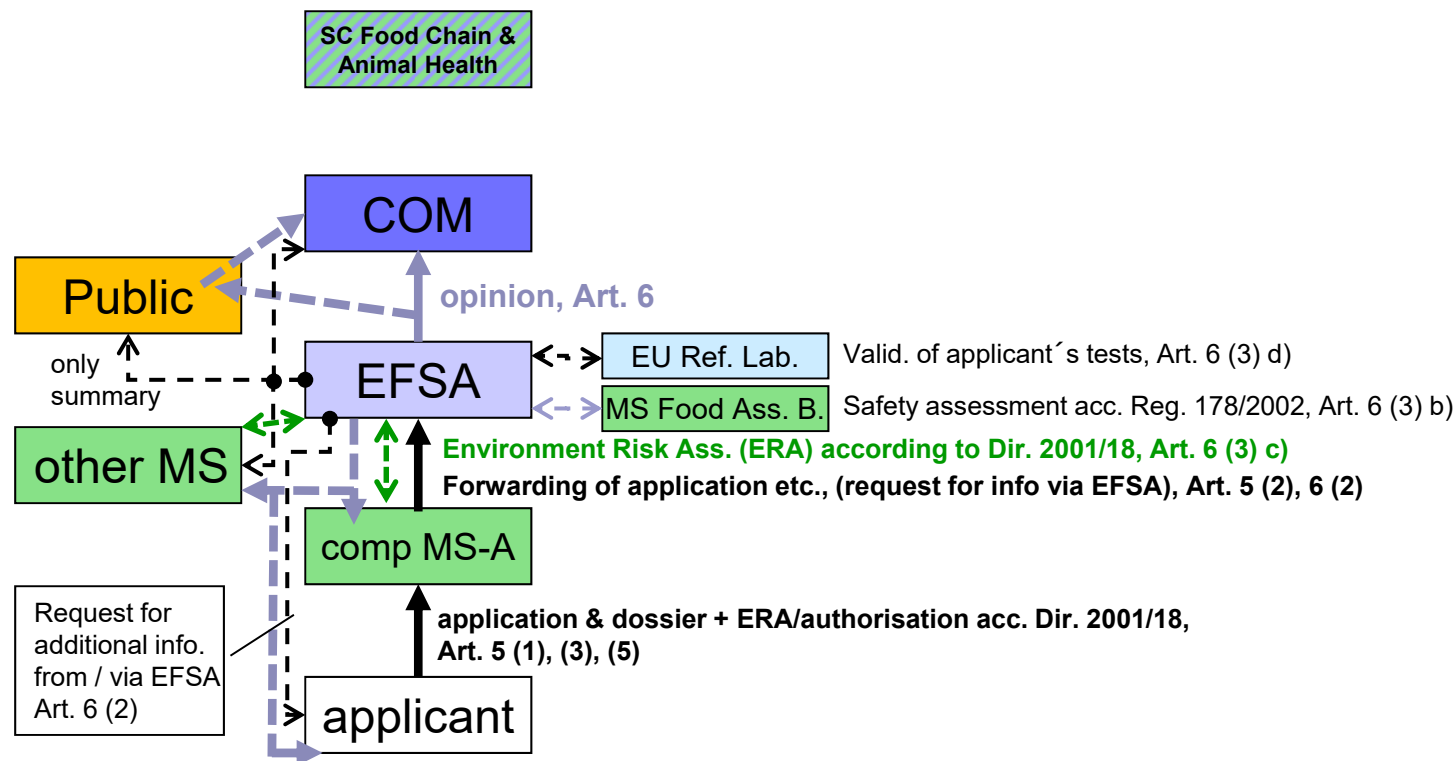 SC Food Chain &
Animal Health
COM
Public
opinion, Art. 6
only
summary
EFSA
EU Ref. Lab.
Valid. of applicant´s tests, Art. 6 (3) d)
MS Food Ass. B.
Safety assessment acc. Reg. 178/2002, Art. 6 (3) b)
other MS
Environment Risk Ass. (ERA) according to Dir. 2001/18, Art. 6 (3) c)
Forwarding of application etc., (request for info via EFSA), Art. 5 (2), 6 (2)
comp MS-A
Request for
additional info.
from / via EFSA
Art. 6 (2)
application & dossier + ERA/authorisation acc. Dir. 2001/18,
Art. 5 (1), (3), (5)
applicant